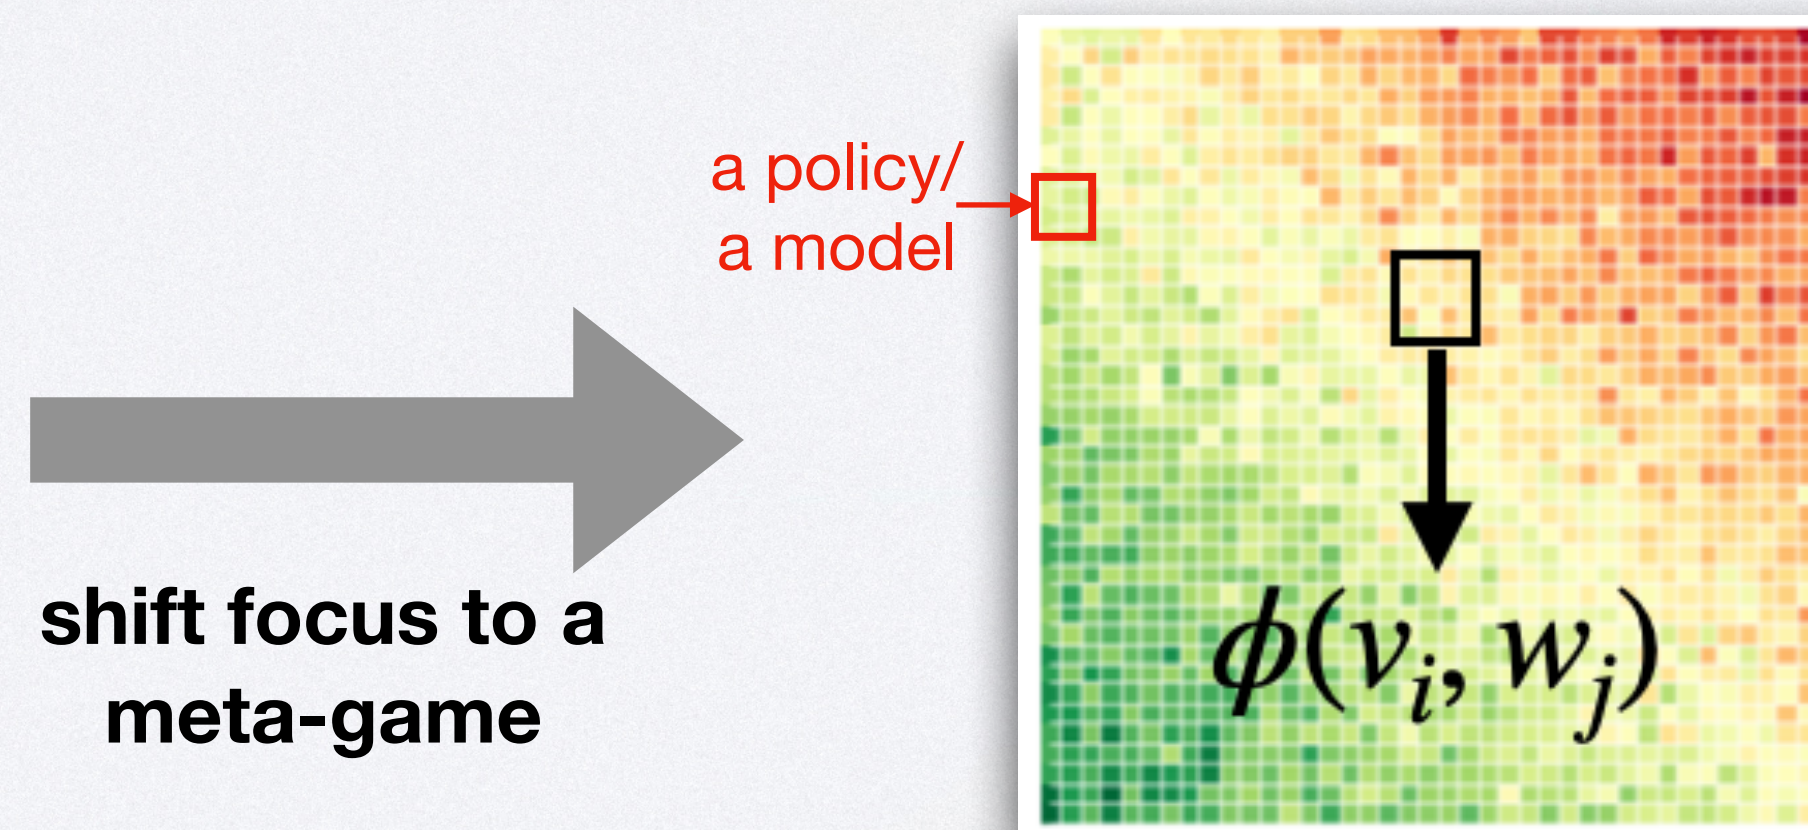 a policy/
a model
shift focus to a
meta-game
ϕ(vᵢ, wⱼ)